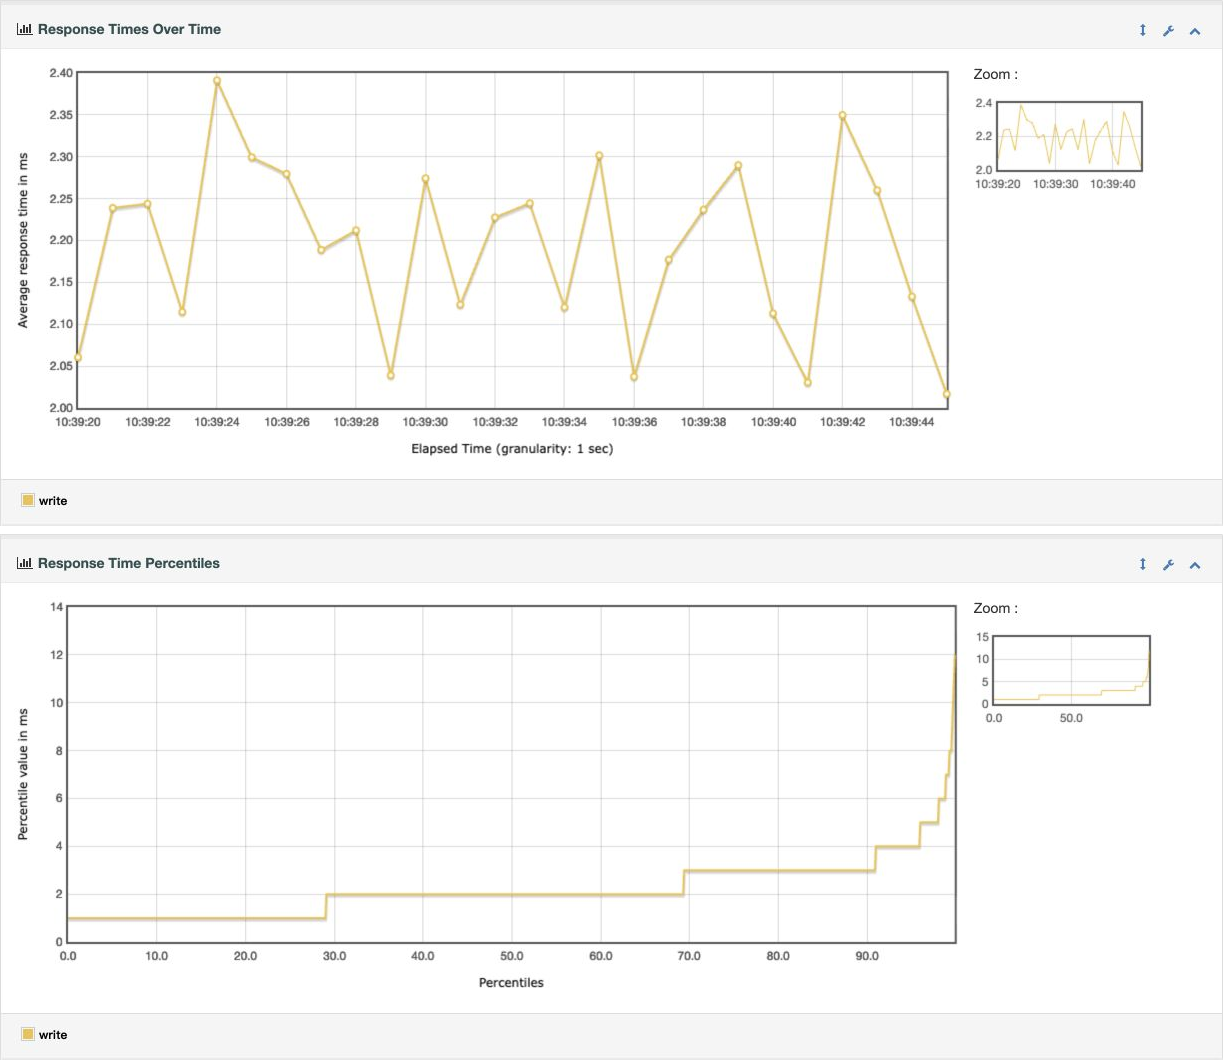 Response Times Over Time
Zoom :
2.40
2.35
2.30
2.25
2.20
2.15
2.10
2.05
2.00
Average response time in ms
10:39:20 10:39:22 10:39:24 10:39:26 10:39:28 10:39:30 10:39:32 10:39:34 10:39:36 10:39:38 10:39:40 10:39:42 10:39:44
Elapsed Time (granularity: 1 sec)
2.4
2.2
2.0
10:39:20 10:39:30 10:39:40
write
Response Time Percentiles
Zoom :
14
12
10
8
6
4
2
0
Percentile value in ms
0.0 10.0 20.0 30.0 40.0 50.0 60.0 70.0 80.0 90.0
Percentiles
15
10
5
0
0.0 50.0
write